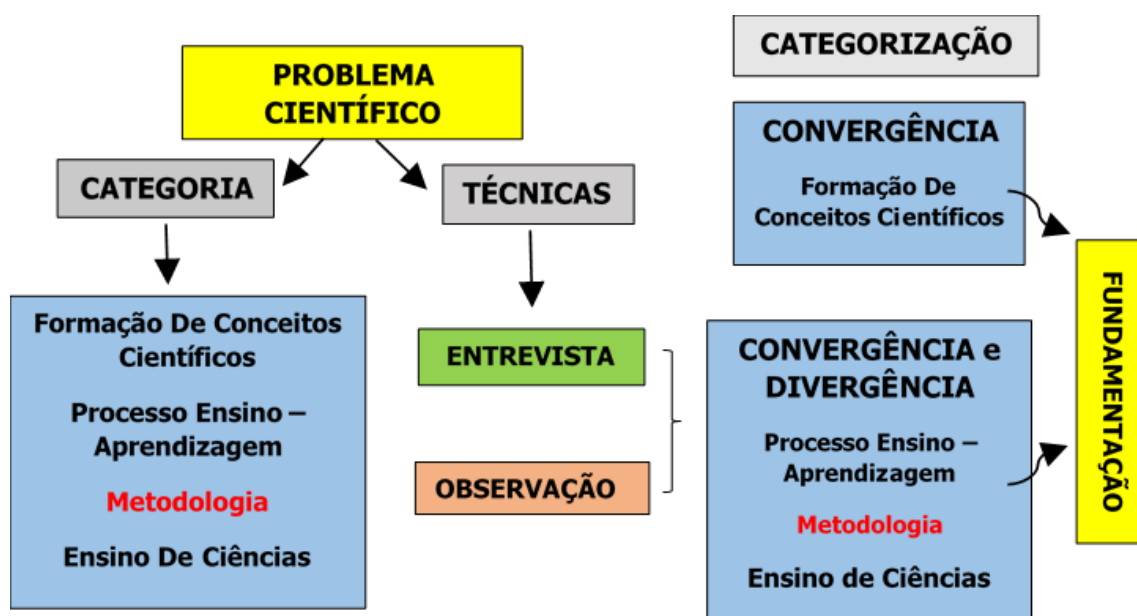 PROBLEMA
CIENTÍFICO
CATEGORIA
TÉCNICAS
Formação De Conceitos
Científicos
Processo Ensino –
Aprendizagem
Metodologia
Ensino De Ciências
ENTREVISTA
OBSERVAÇÃO
CATEGORIZAÇÃO
CONVERGÊNCIA
Formação De
Conceitos Científicos
CONVERGÊNCIA e
DIVERGÊNCIA
Processo Ensino –
Aprendizagem
Metodologia
Ensino de Ciências
FUNDAMENTAÇÃO